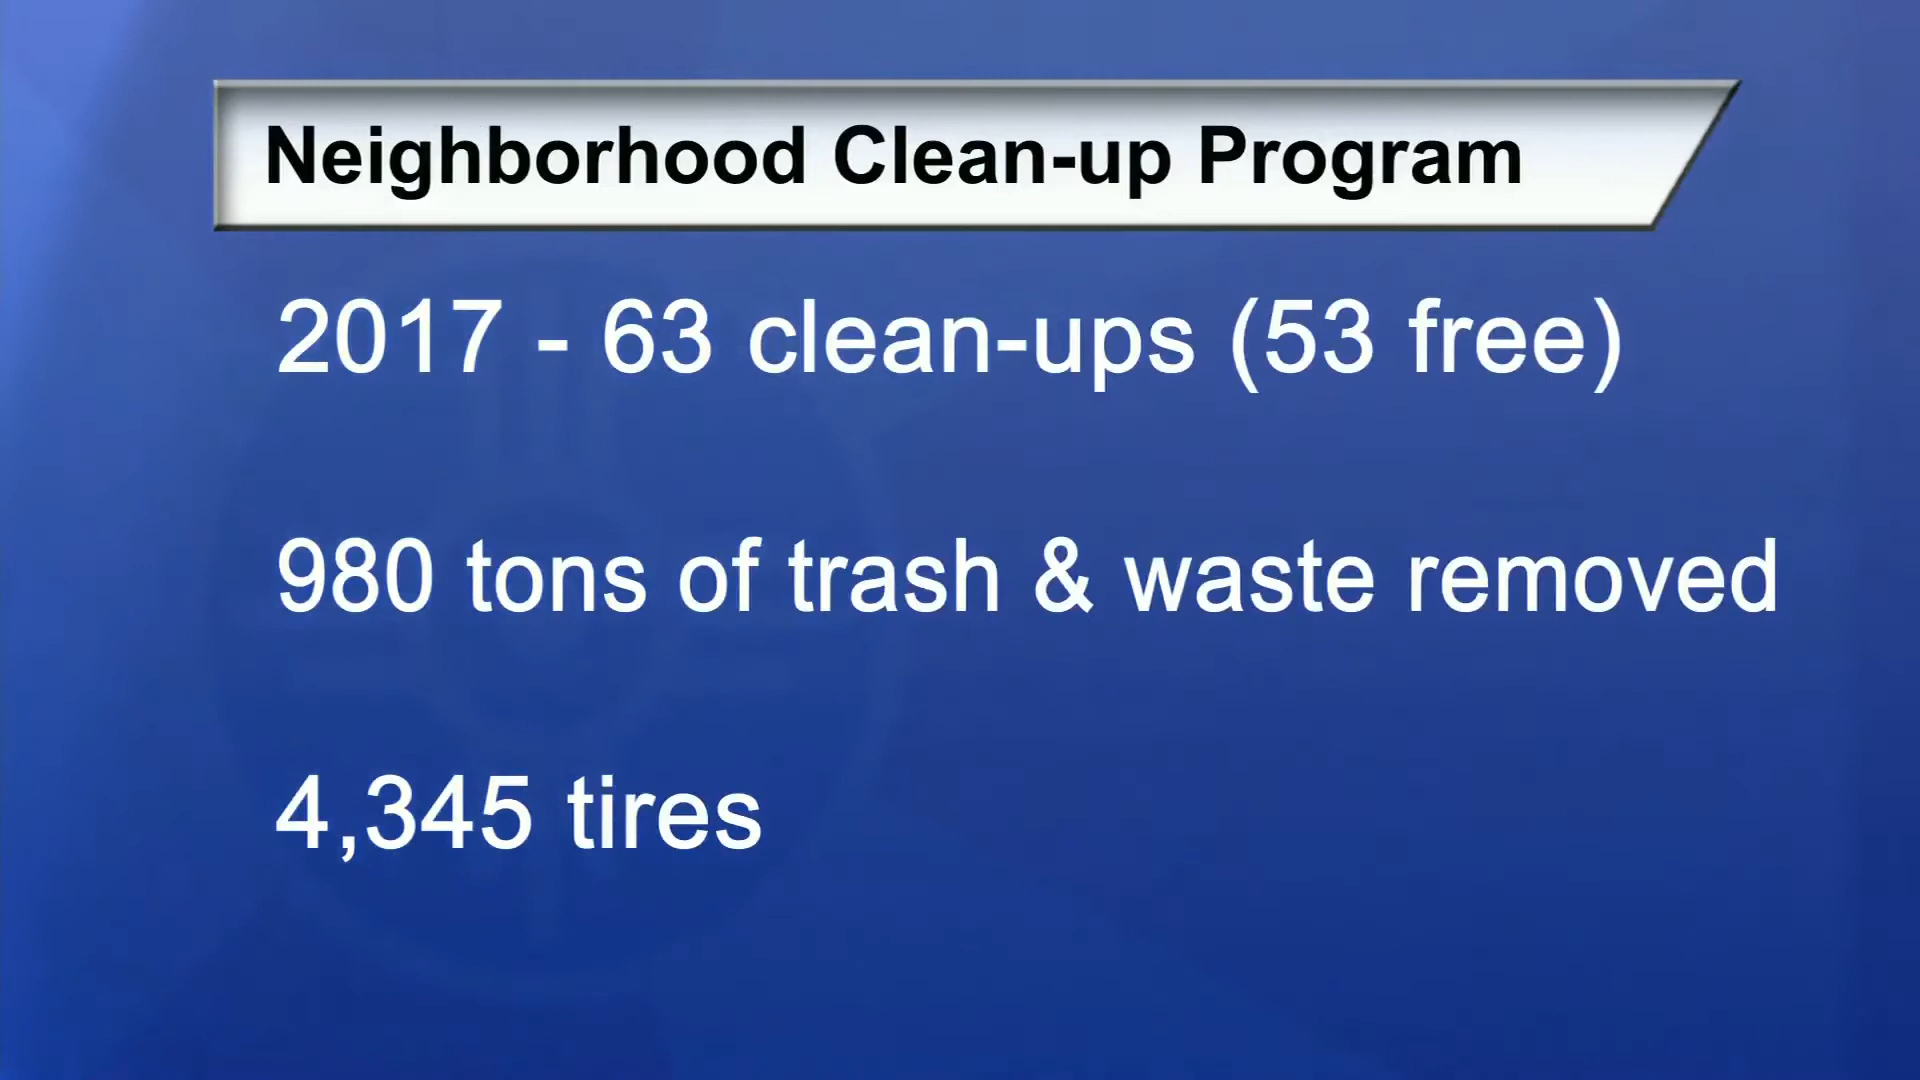 Neighborhood Clean-up Program
2017 - 63 clean-ups (53 free)
980 tons of trash & waste removed
4,345 tires